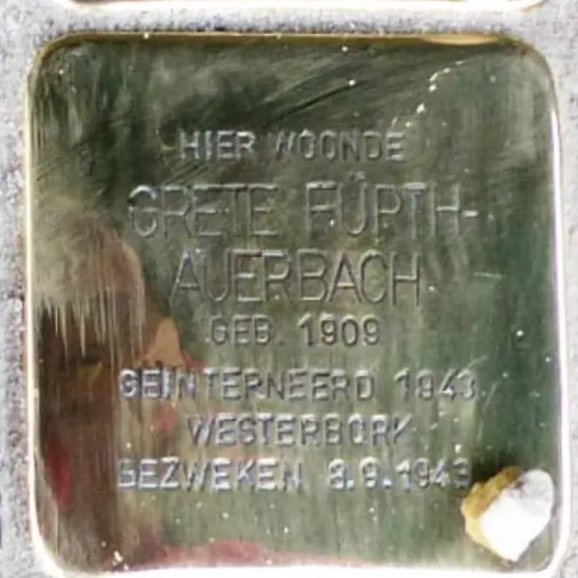 HIER WOONDE
GRETE FÜRTH-
AUERBACH
GEB. 1909
GEÏNTERNEERD 1943
WESTERBORK
BEZWEKEN 8.9.1943